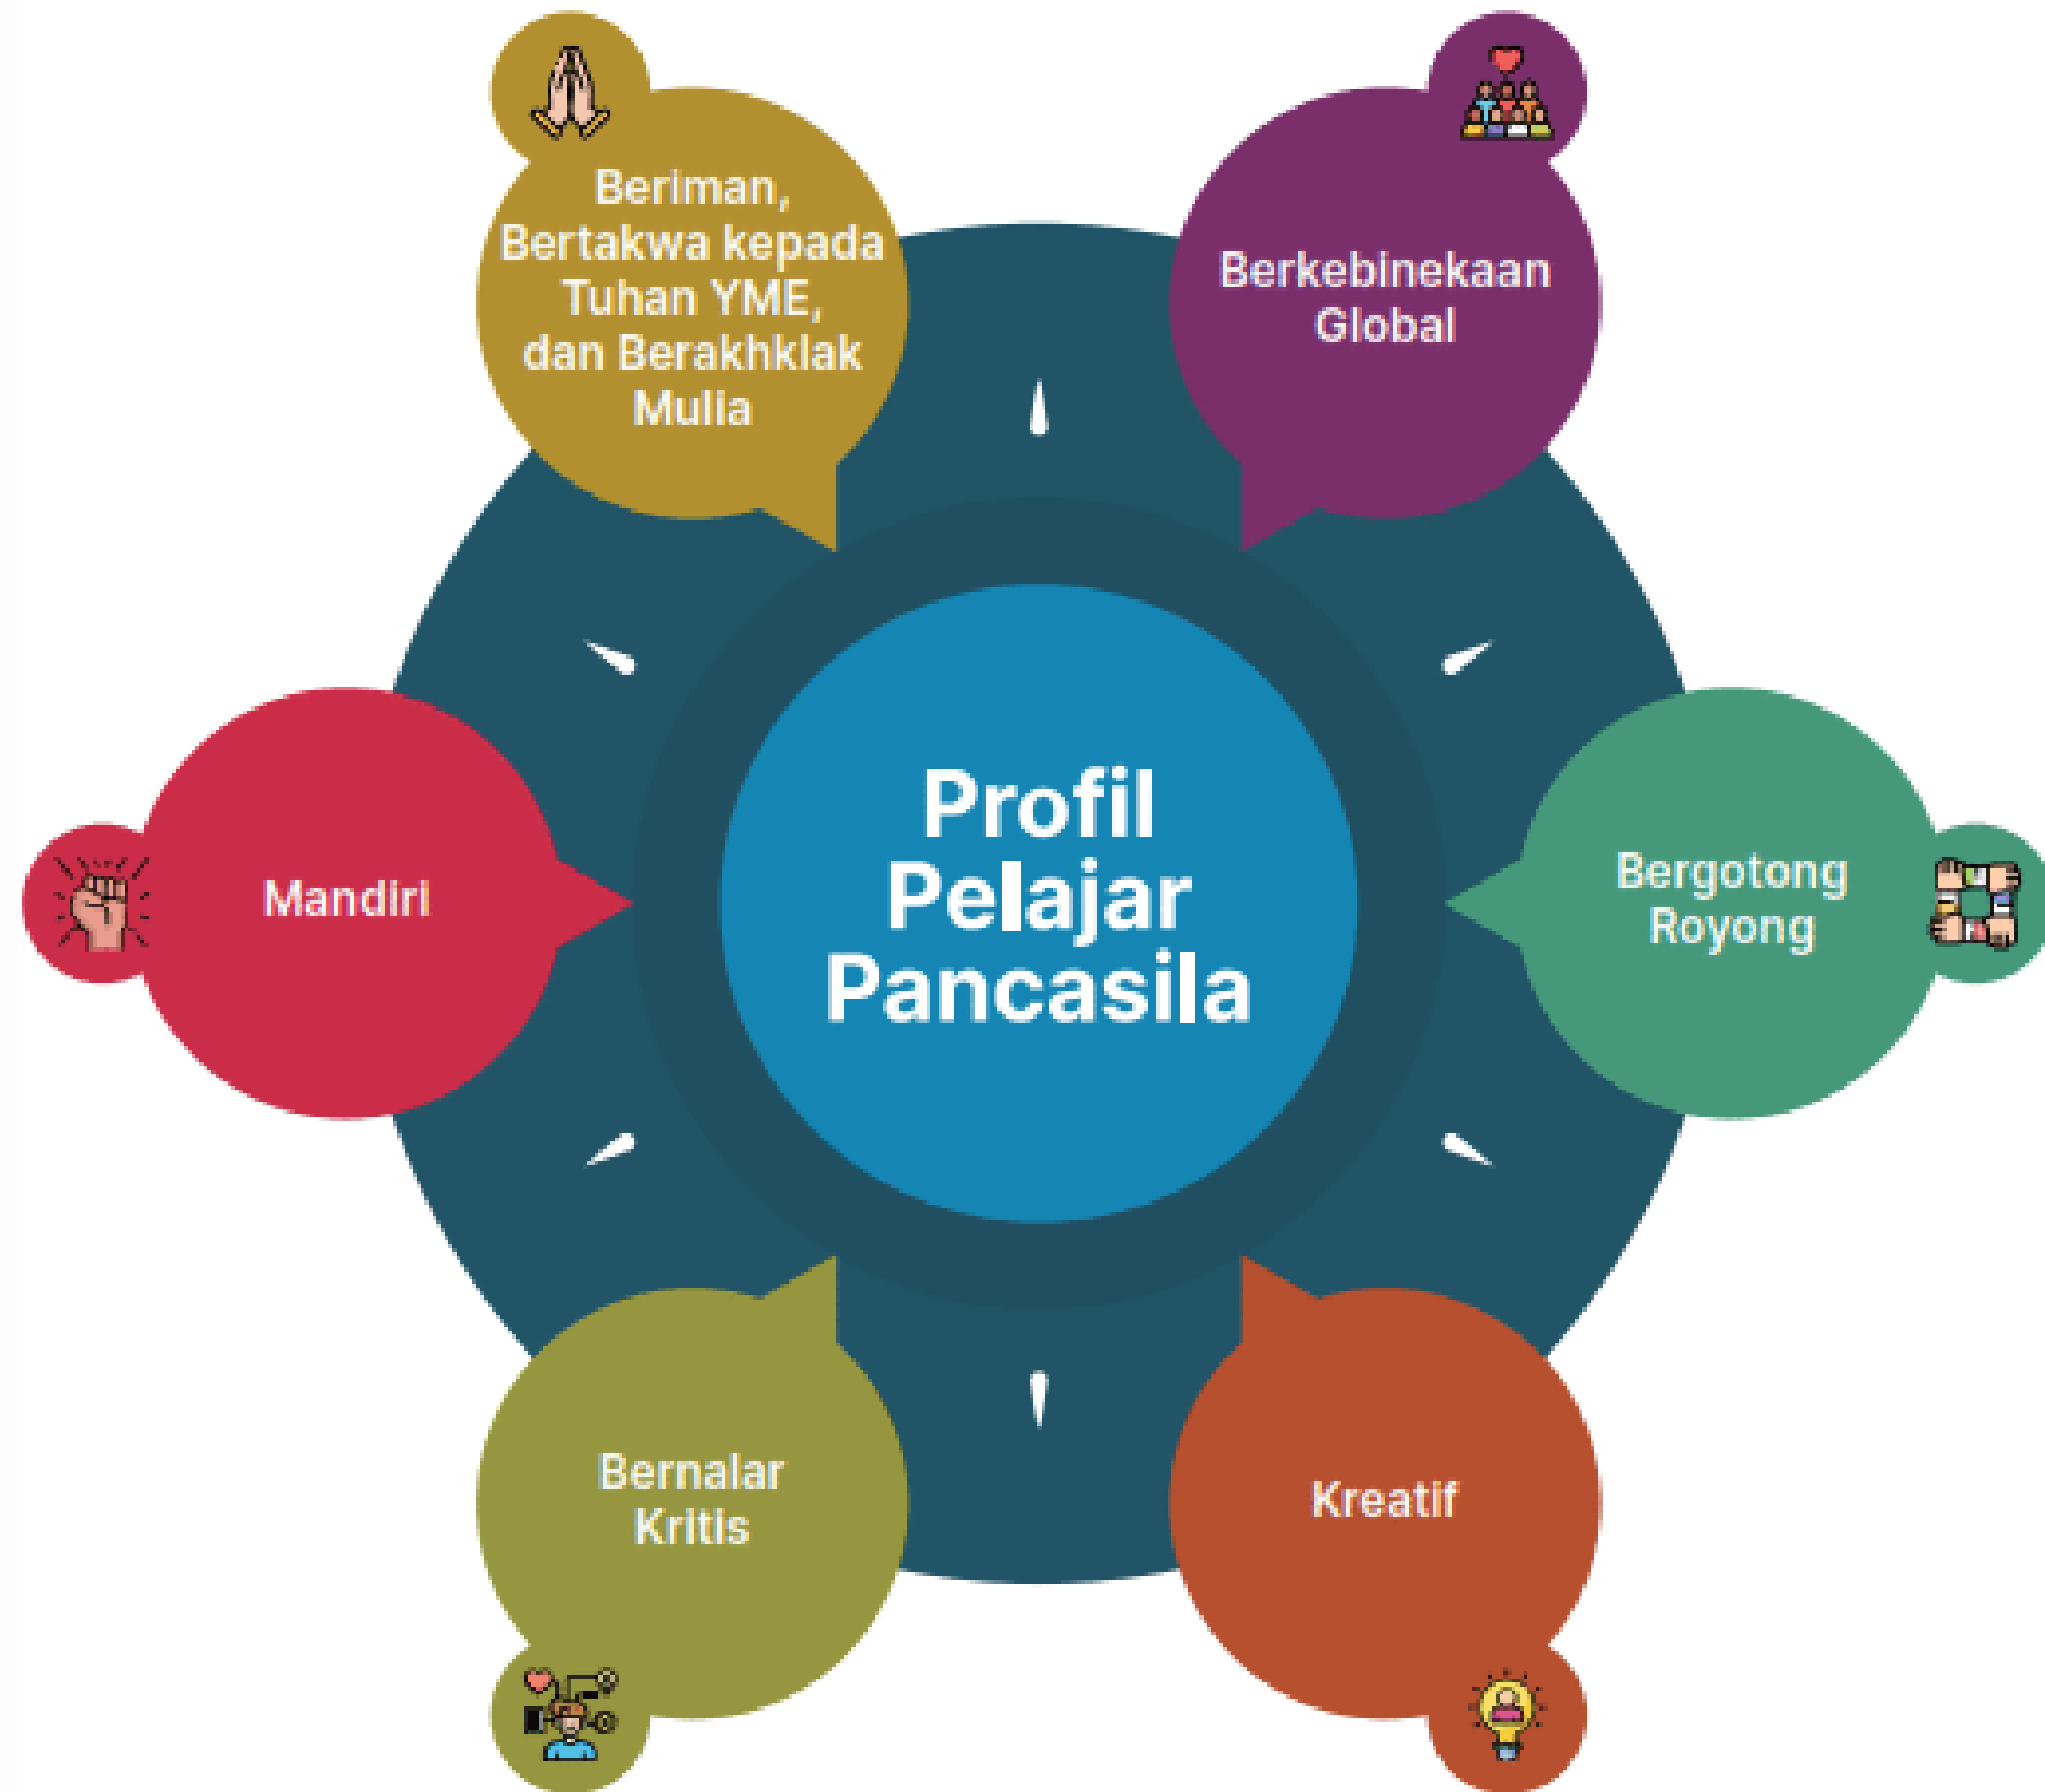 Beriman,
Bertakwa kepada
Tuhan YME,
dan Berakhklak
Mulia
Berkebinekaan
Global
Mandiri
Profil
Pelajar
Pancasila
Bergotong
Royong
Bernalar
Kritis
Kreatif